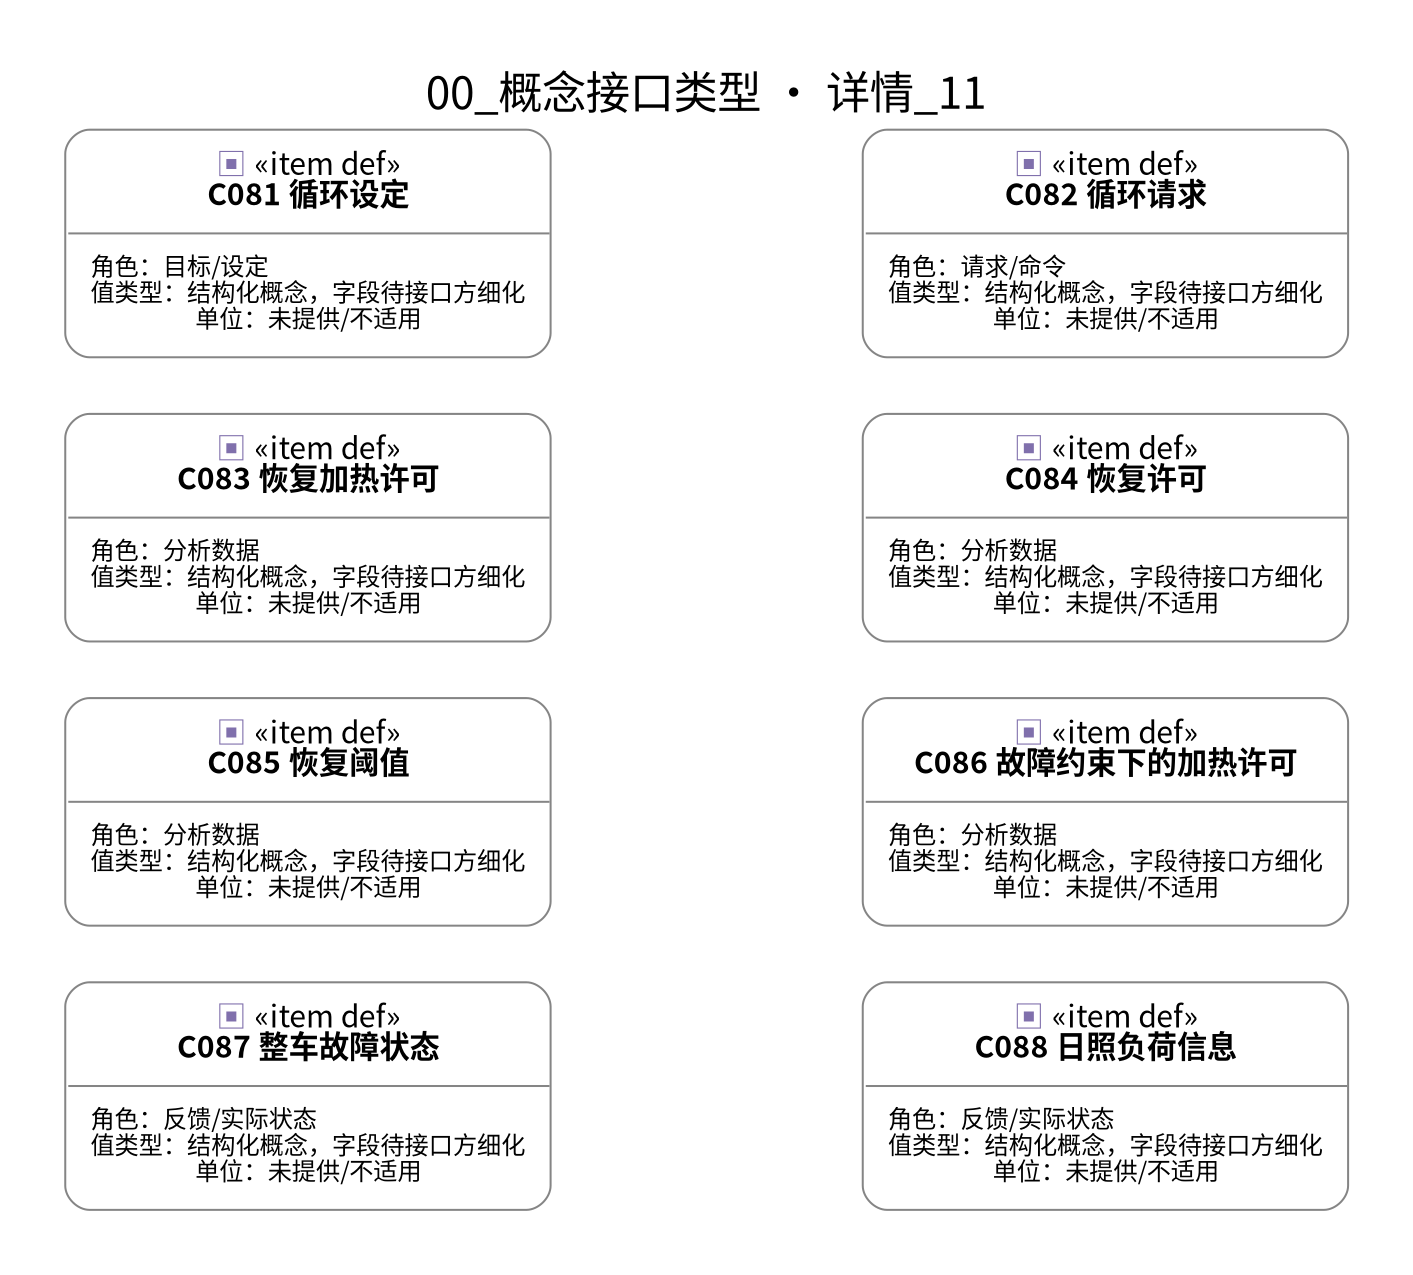 00_概念接口类型 · 详情_11
«item def»
C081 循环设定
角色：目标/设定
值类型：结构化概念，字段待接口方细化
单位：未提供/不适用
«item def»
C082 循环请求
角色：请求/命令
值类型：结构化概念，字段待接口方细化
单位：未提供/不适用
«item def»
C083 恢复加热许可
角色：分析数据
值类型：结构化概念，字段待接口方细化
单位：未提供/不适用
«item def»
C084 恢复许可
角色：分析数据
值类型：结构化概念，字段待接口方细化
单位：未提供/不适用
«item def»
C085 恢复阈值
角色：分析数据
值类型：结构化概念，字段待接口方细化
单位：未提供/不适用
«item def»
C086 故障约束下的加热许可
角色：分析数据
值类型：结构化概念，字段待接口方细化
单位：未提供/不适用
«item def»
C087 整车故障状态
角色：反馈/实际状态
值类型：结构化概念，字段待接口方细化
单位：未提供/不适用
«item def»
C088 日照负荷信息
角色：反馈/实际状态
值类型：结构化概念，字段待接口方细化
单位：未提供/不适用